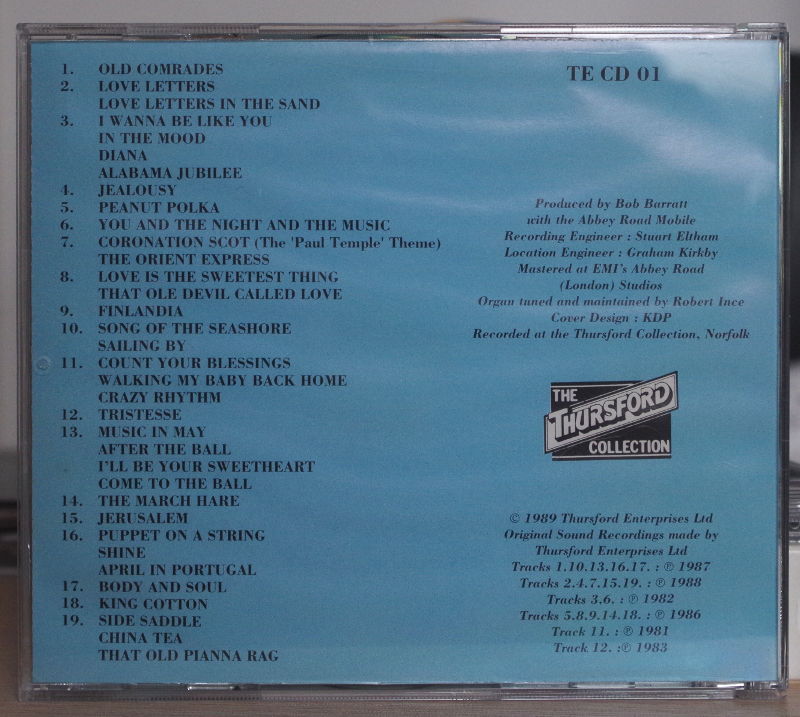 1. OLD COMRADES
2. LOVE LETTERS
LOVE LETTERS IN THE SAND
3. I WANNA BE LIKE YOU
IN THE MOOD
DIANA
ALABAMA JUBILEE
4. JEALOUSY
5. PEANUT POLKA
6. YOU AND THE NIGHT AND THE MUSIC
7. CORONATION SCOT (The 'Paul Temple' Theme)
THE ORIENT EXPRESS
8. LOVE IS THE SWEETEST THING
THAT OLE DEVIL CALLED LOVE
9. FINLANDIA
10. SONG OF THE SEASHORE
SAILING BY
11. COUNT YOUR BLESSINGS
WALKING MY BABY BACK HOME
CRAZY RHYTHM
12. TRISTESSE
13. MUSIC IN MAY
AFTER THE BALL
I'LL BE YOUR SWEETHEART
COME TO THE BALL
14. THE MARCH HARE
15. JERUSALEM
16. PUPPET ON A STRING
SHINE
APRIL IN PORTUGAL
17. BODY AND SOUL
18. KING COTTON
19. SIDE SADDLE
CHINA TEA
THAT OLD PIANNA RAG
TE CD 01
Produced by Bob Barratt
with the Abbey Road Mobile
Recording Engineer : Stuart Eltham
Location Engineer : Graham Kirkby
Mastered at EMI's Abbey Road
(London) Studios
Organ tuned and maintained by Robert Ince
Cover Design : KDP
Recorded at the Thursford Collection, Norfolk
THE
THURSFORD
COLLECTION
© 1989 Thursford Enterprises Ltd
Original Sound Recordings made by
Thursford Enterprises Ltd
Tracks 1.10.13.16.17. : ℗ 1987
Tracks 2.4.7.15.19. : ℗ 1988
Tracks 3.6. : ℗ 1982
Tracks 5.8.9.14.18. : ℗ 1986
Track 11. : ℗ 1981
Track 12. :℗ 1983